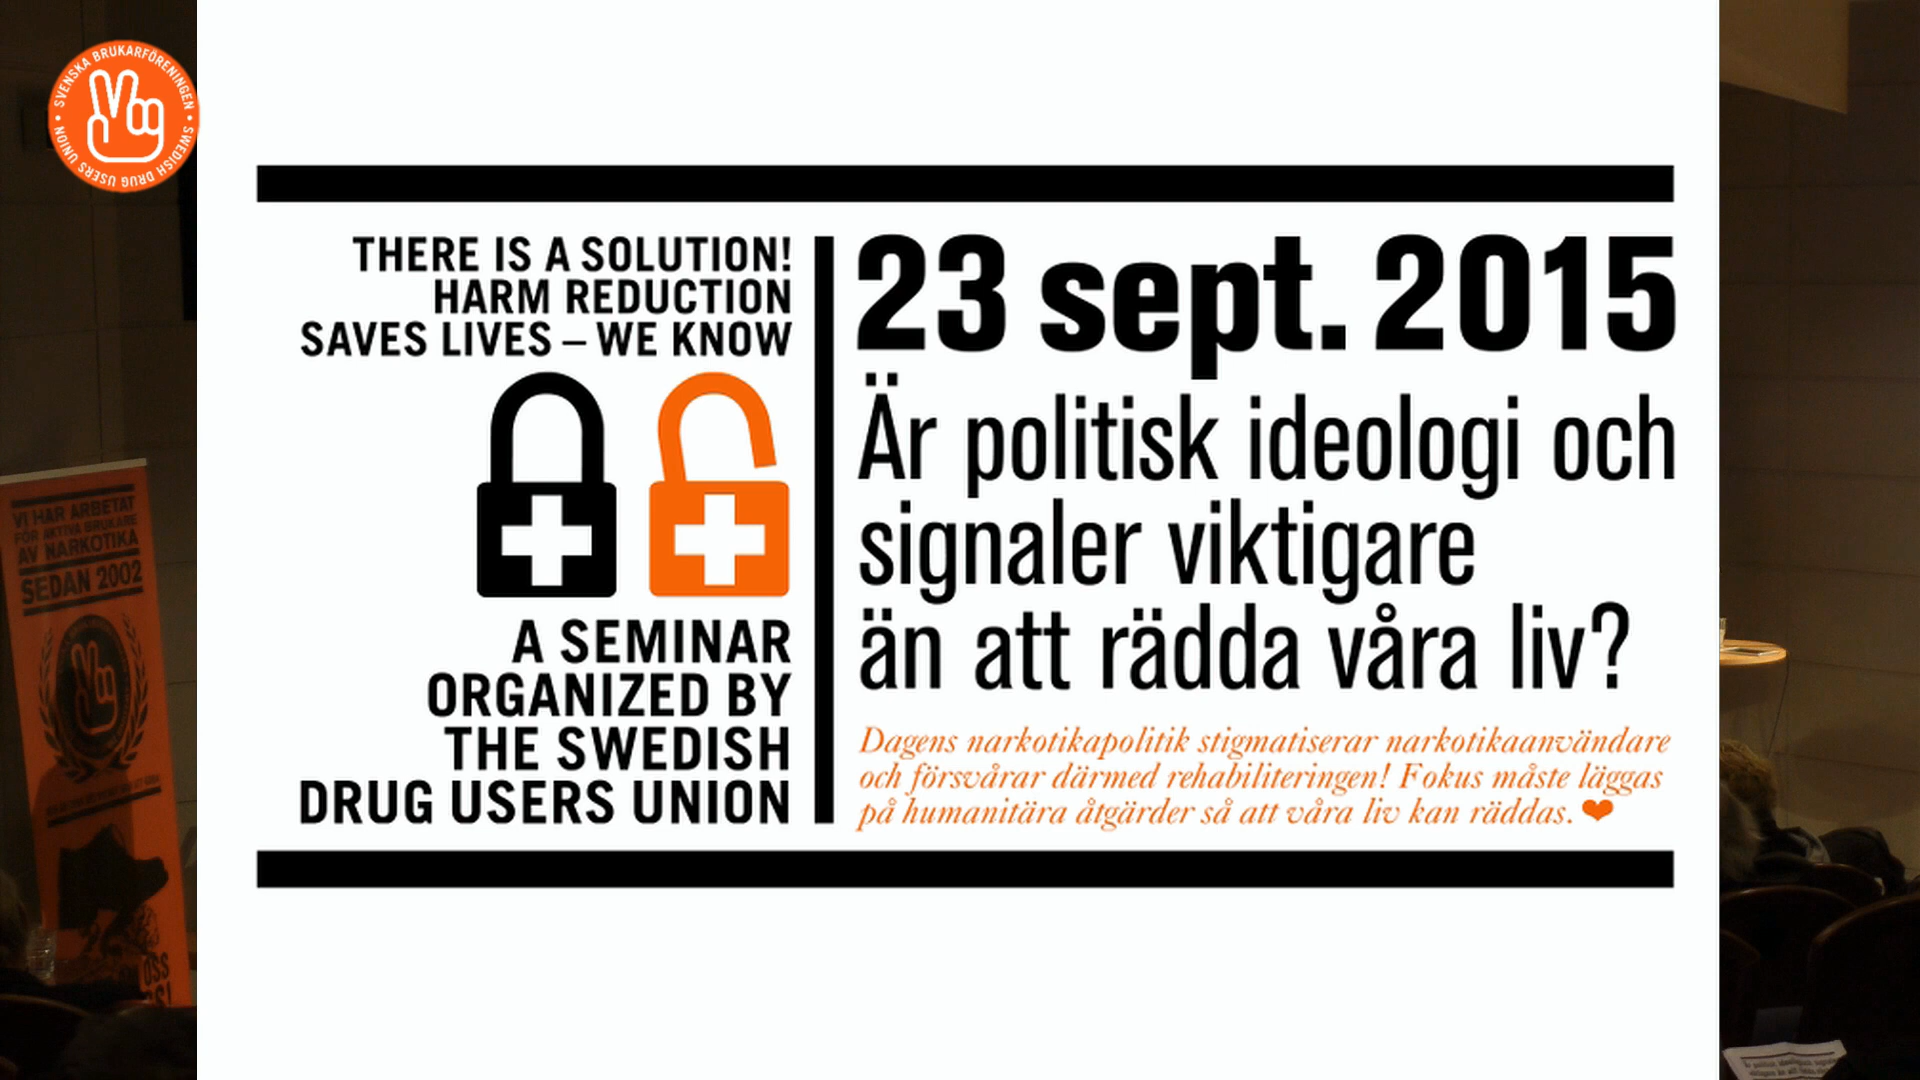 SVENSKA BRUKARFÖRENINGEN • SWEDISH DRUG USERS UNION •
THERE IS A SOLUTION!
HARM REDUCTION
SAVES LIVES – WE KNOW
A SEMINAR
ORGANIZED BY
THE SWEDISH
DRUG USERS UNION
23 sept. 2015
Är politisk ideologi och
signaler viktigare
än att rädda våra liv?
Dagens narkotikapolitik stigmatiserar narkotikaanvändare
och försvårar därmed rehabiliteringen! Fokus måste läggas
på humanitära åtgärder så att våra liv kan räddas. ❤
VI HAR ARBETAT
FÖR AKTIVA BRUKARE
AV NARKOTIKA
SEDAN 2002
OSS